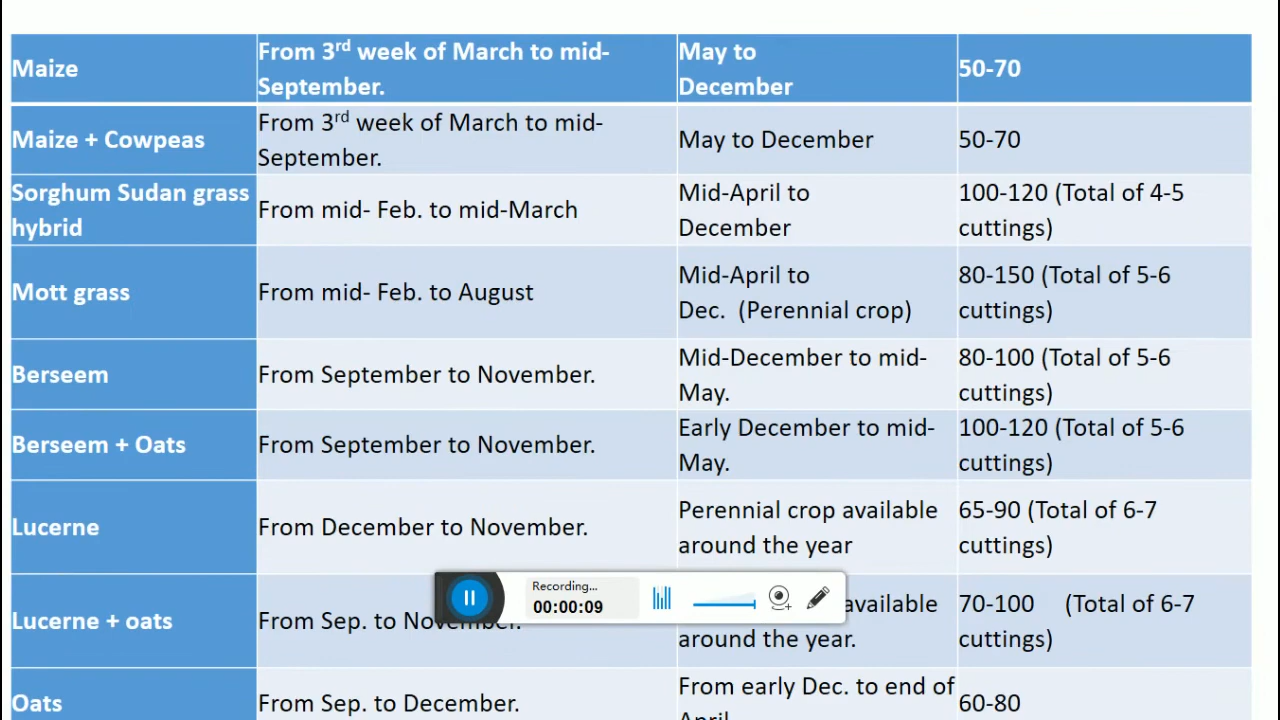 Maize
From 3rd week of March to mid-
September.
May to
December
50-70
Maize + Cowpeas
From 3rd week of March to mid-
September.
May to December
50-70
Sorghum Sudan grass
hybrid
From mid- Feb. to mid-March
Mid-April to
December
100-120 (Total of 4-5
cuttings)
Mott grass
From mid- Feb. to August
Mid-April to
Dec. (Perennial crop)
80-150 (Total of 5-6
cuttings)
Berseem
From September to November.
Mid-December to mid-
May.
80-100 (Total of 5-6
cuttings)
Berseem + Oats
From September to November.
Early December to mid-
May.
100-120 (Total of 5-6
cuttings)
Lucerne
From December to November.
Perennial crop available
around the year
65-90 (Total of 6-7
cuttings)
Lucerne + oats
From Sep. to November.
available
around the year.
70-100 (Total of 6-7
cuttings)
Recording...
00:00:09
Oats
From Sep. to December.
From early Dec. to end of
April
60-80